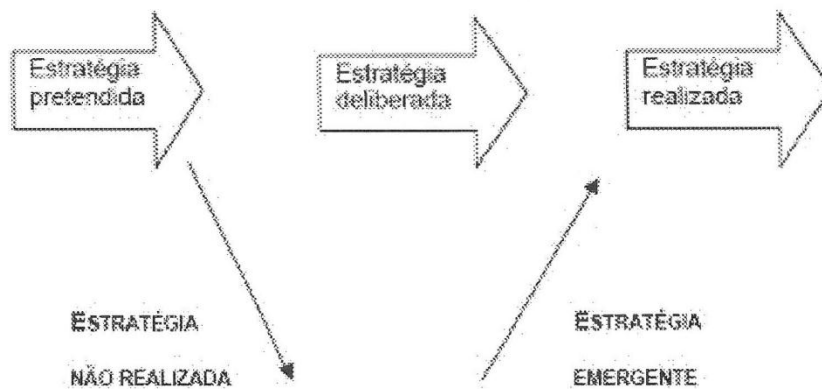 Estratégia
pretendida
Estratégia
deliberada
Estratégia
realizada
ESTRATÉGIA
NÃO REALIZADA
ESTRATÉGIA
EMERGENTE